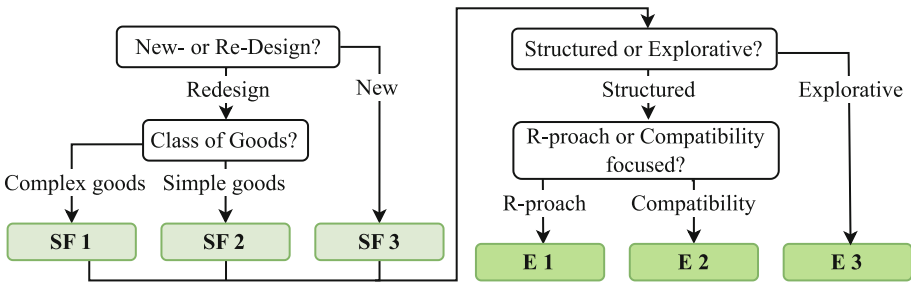 New- or Re-Design?
Redesign
New
Class of Goods?
Complex goods
Simple goods
SF 1
SF 2
SF 3
Structured or Explorative?
Structured
Explorative
R-proach or Compatibility
focused?
R-proach
Compatibility
E 1
E 2
E 3